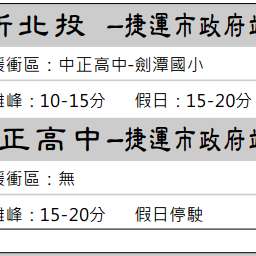 新北投 –捷運市政府站
緩衝區：中正高中-劍潭國小
離峰：10-15分 假日：15-20分
正高中–捷運市政府站
緩衝區：無
離峰：15-20分 假日停駛